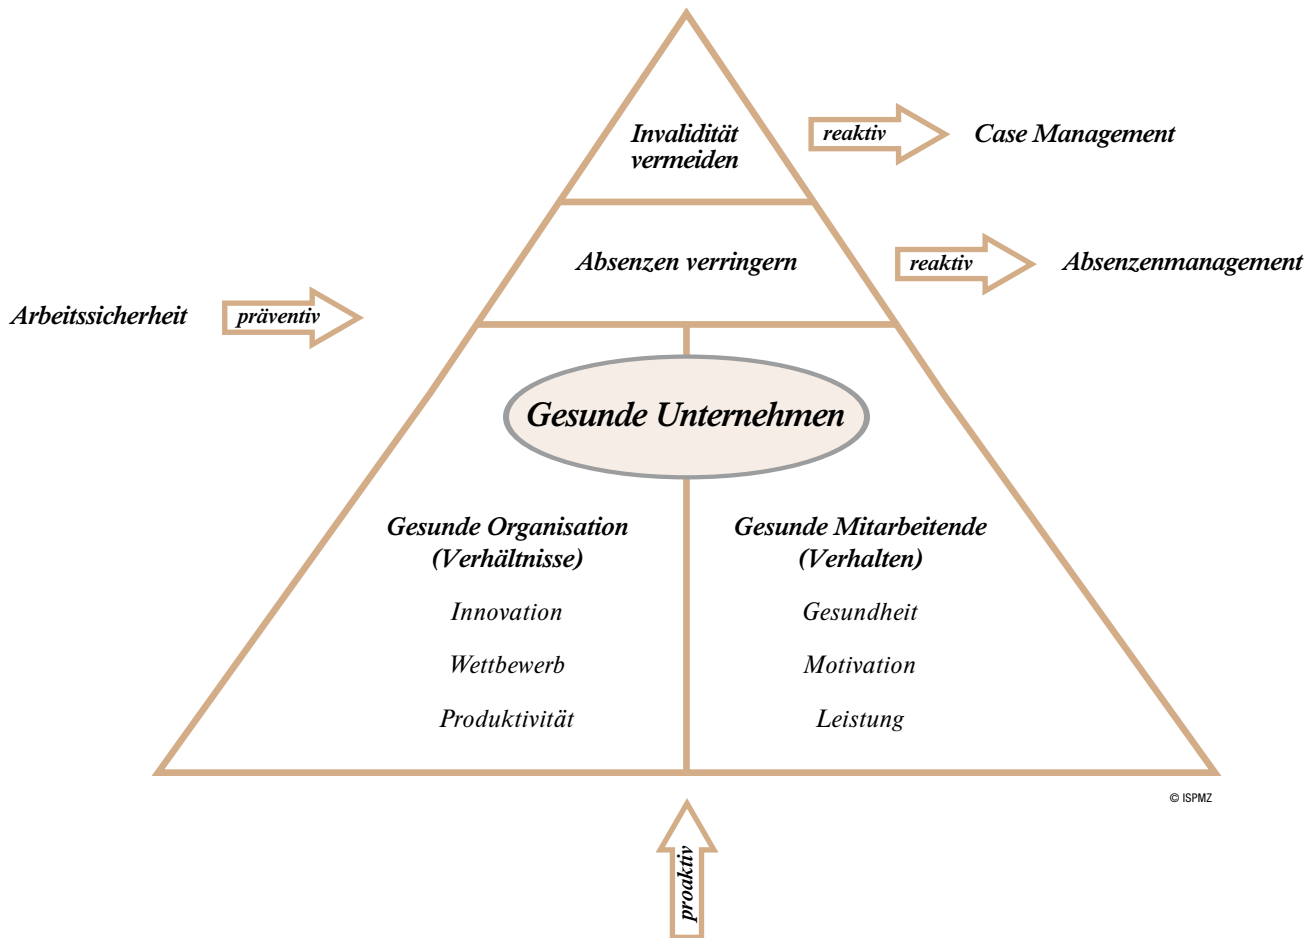 Invalidität
vermeiden
reaktiv
Case Management
Absenzen verringern
reaktiv
Absenzenmanagement
Arbeitssicherheit
präventiv
Gesunde Unternehmen
Gesunde Organisation
(Verhältnisse)
Innovation
Wettbewerb
Produktivität
Gesunde Mitarbeitende
(Verhalten)
Gesundheit
Motivation
Leistung
© ISPMZ
proaktiv